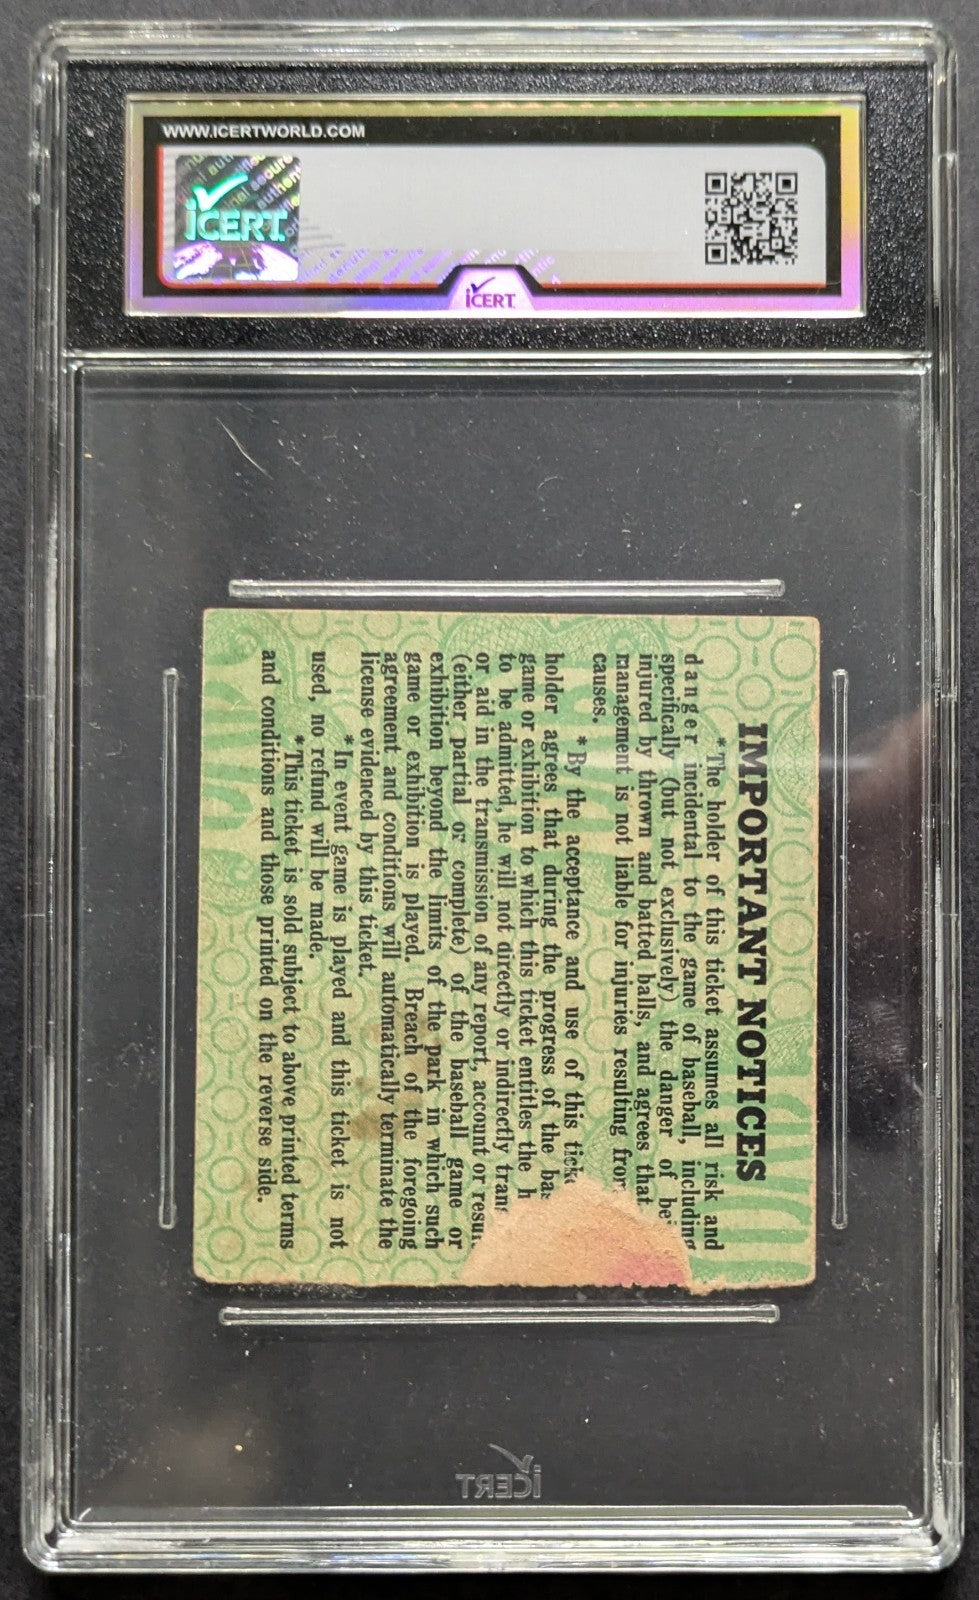 WWW.ICERTWORLD.COM
iCERT
iCERT
IMPORTANT NOTICES
*The holder of this ticket assumes all risk and
danger incidental to the game of baseball, including
specifically (but not exclusively) the danger of bei
injured by thrown and batted balls, and agrees that
management is not liable for injuries resulting from
causes.
*By the acceptance and use of this ticke
holder agrees that during the progress of the bas
game or exhibition to which this ticket entitles the h
to be admitted, he will not directly or indirectly tran
or aid in the transmission of any report, account or resul
(either partial or complete) of the baseball game or
exhibition beyond the limits of the park in which such
game or exhibition is played. Breach of the foregoing
agreement and conditions will automatically terminate the
license evidenced by this ticket.
*In event game is played and this ticket is not
used, no refund will be made.
*This ticket is sold subject to above printed terms
and conditions and those printed on the reverse side.
iCERT